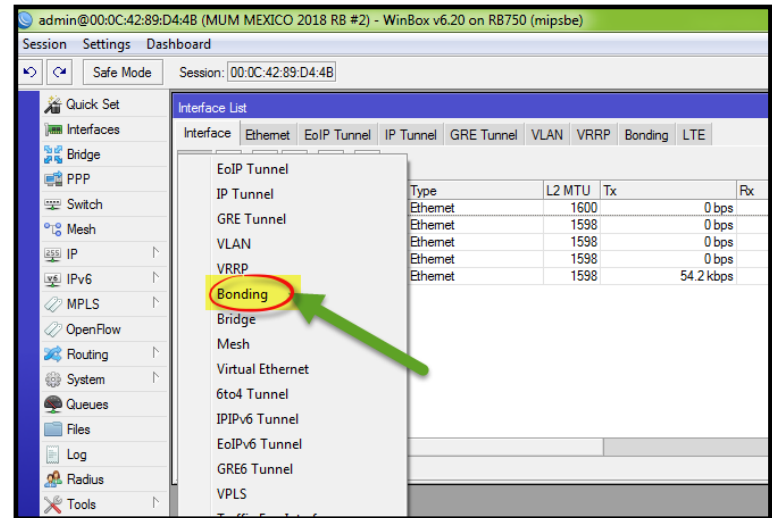 admin@00:0C:42:89:D4:4B (MUM MEXICO 2018 RB #2) - WinBox v6.20 on RB750 (mipsbe)
Session Settings Dashboard
Safe Mode Session: 00:0C:42:89:D4:4B
Quick Set
Interfaces
Bridge
PPP
Switch
Mesh
IP
IPv6
MPLS
OpenFlow
Routing
System
Queues
Files
Log
Radius
Tools
Interface List
Interface Ethernet EoIP Tunnel IP Tunnel GRE Tunnel VLAN VRRP Bonding LTE
EoIP Tunnel
IP Tunnel
GRE Tunnel
VLAN
VRRP
Bonding
Bridge
Mesh
Virtual Ethernet
6to4 Tunnel
IPIPv6 Tunnel
EoIPv6 Tunnel
GRE6 Tunnel
VPLS
Type L2 MTU Tx Rx
Ethernet 1600 0 bps
Ethernet 1598 0 bps
Ethernet 1598 0 bps
Ethernet 1598 0 bps
Ethernet 1598 54.2 kbps